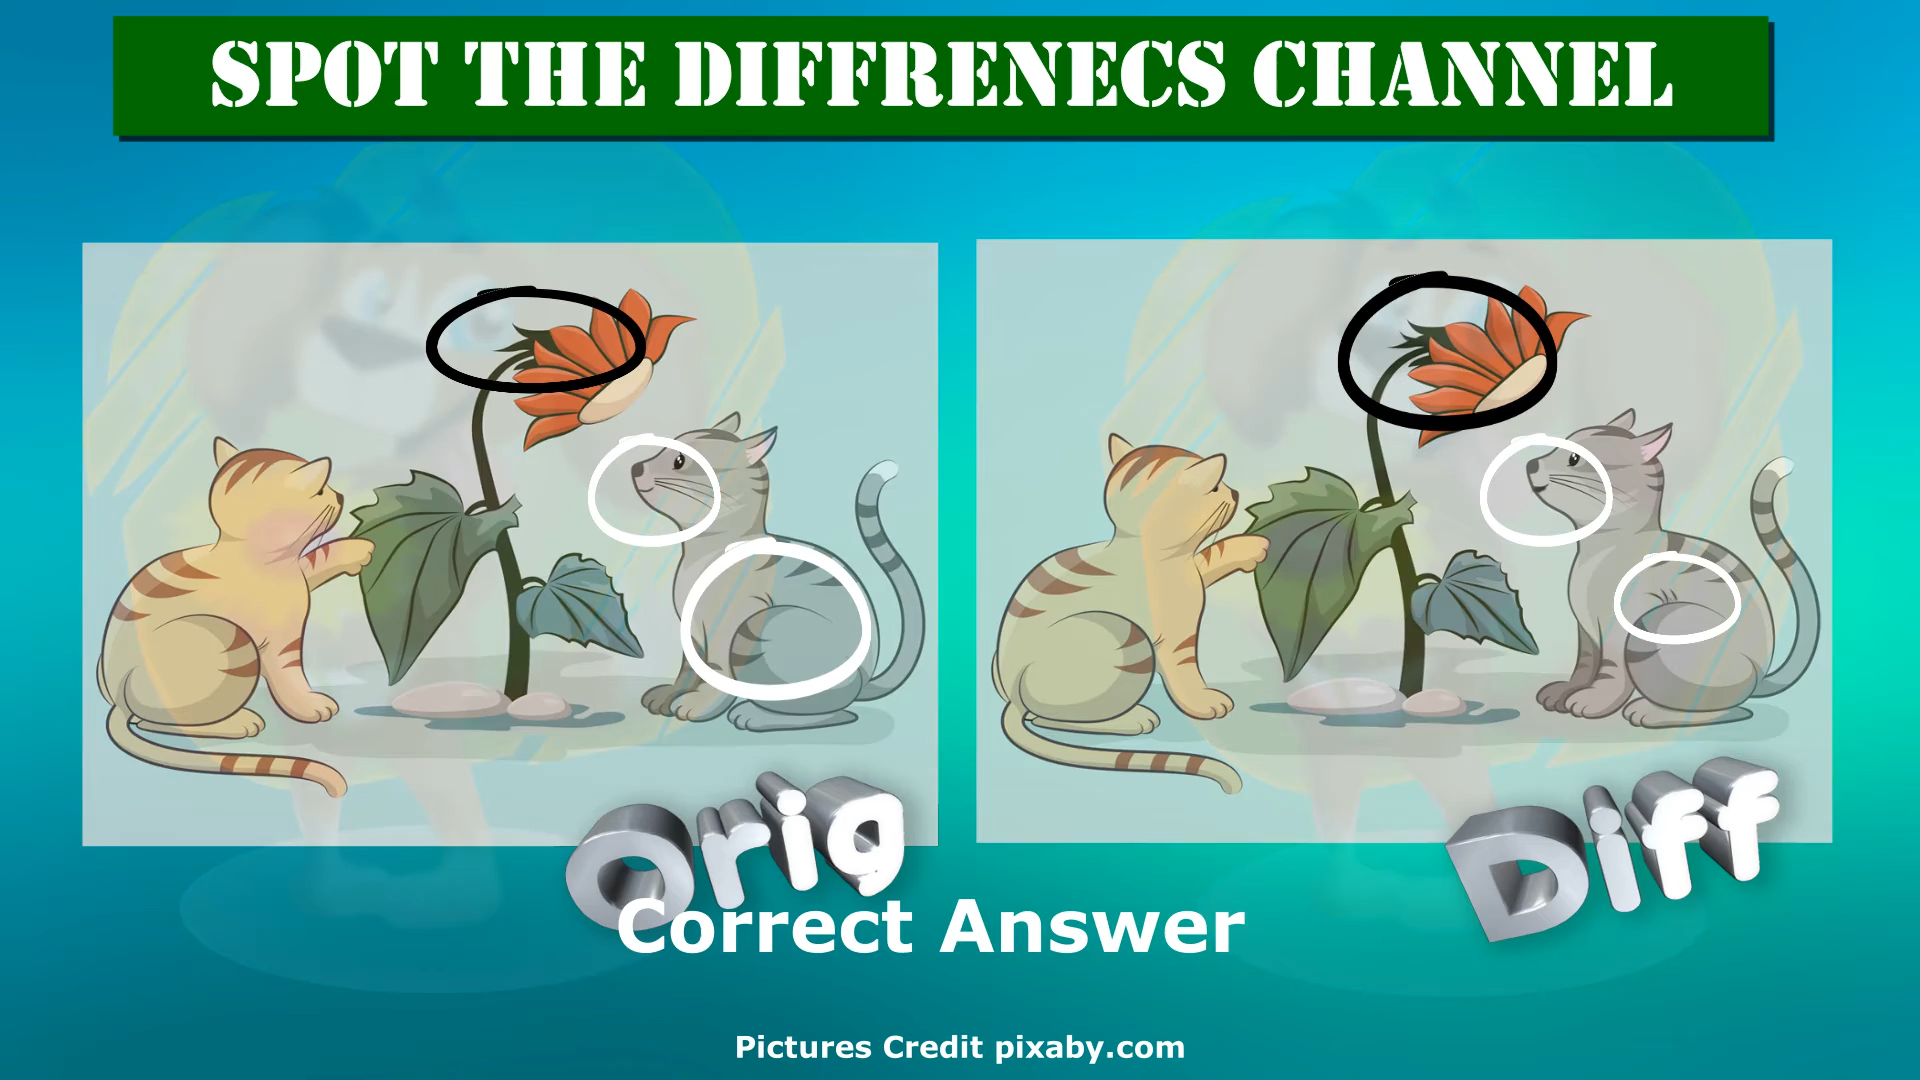 SPOT THE DIFFRENECS CHANNEL
Orig
Diff
Correct Answer
Pictures Credit pixaby.com